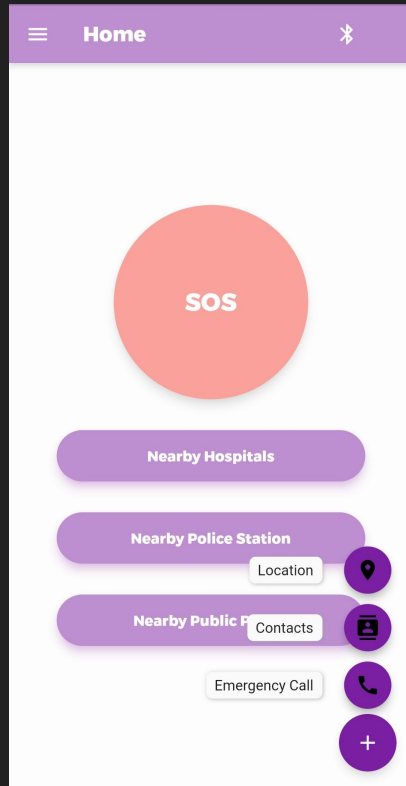 Home
SOS
Nearby Hospitals
Nearby Police Station
Location
Nearby Public
Contacts
Emergency Call